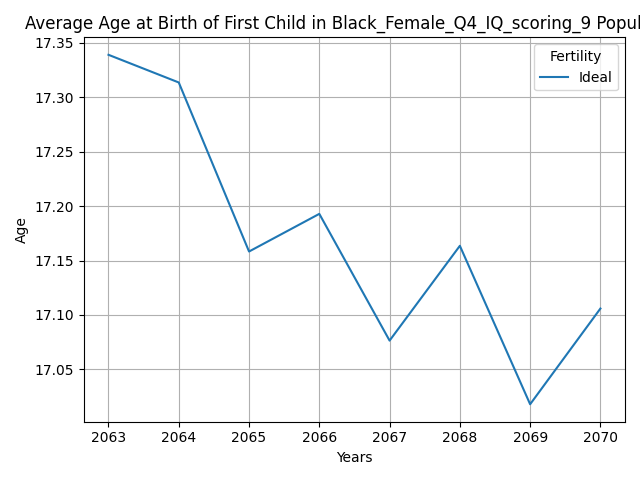 Average Age at Birth of First Child in Black_Female_Q4_IQ_scoring_9 Popul
17.35
17.30
17.25
17.20
17.15
17.10
17.05
Age
Fertility
Ideal
2063 2064 2065 2066 2067 2068 2069 2070
Years